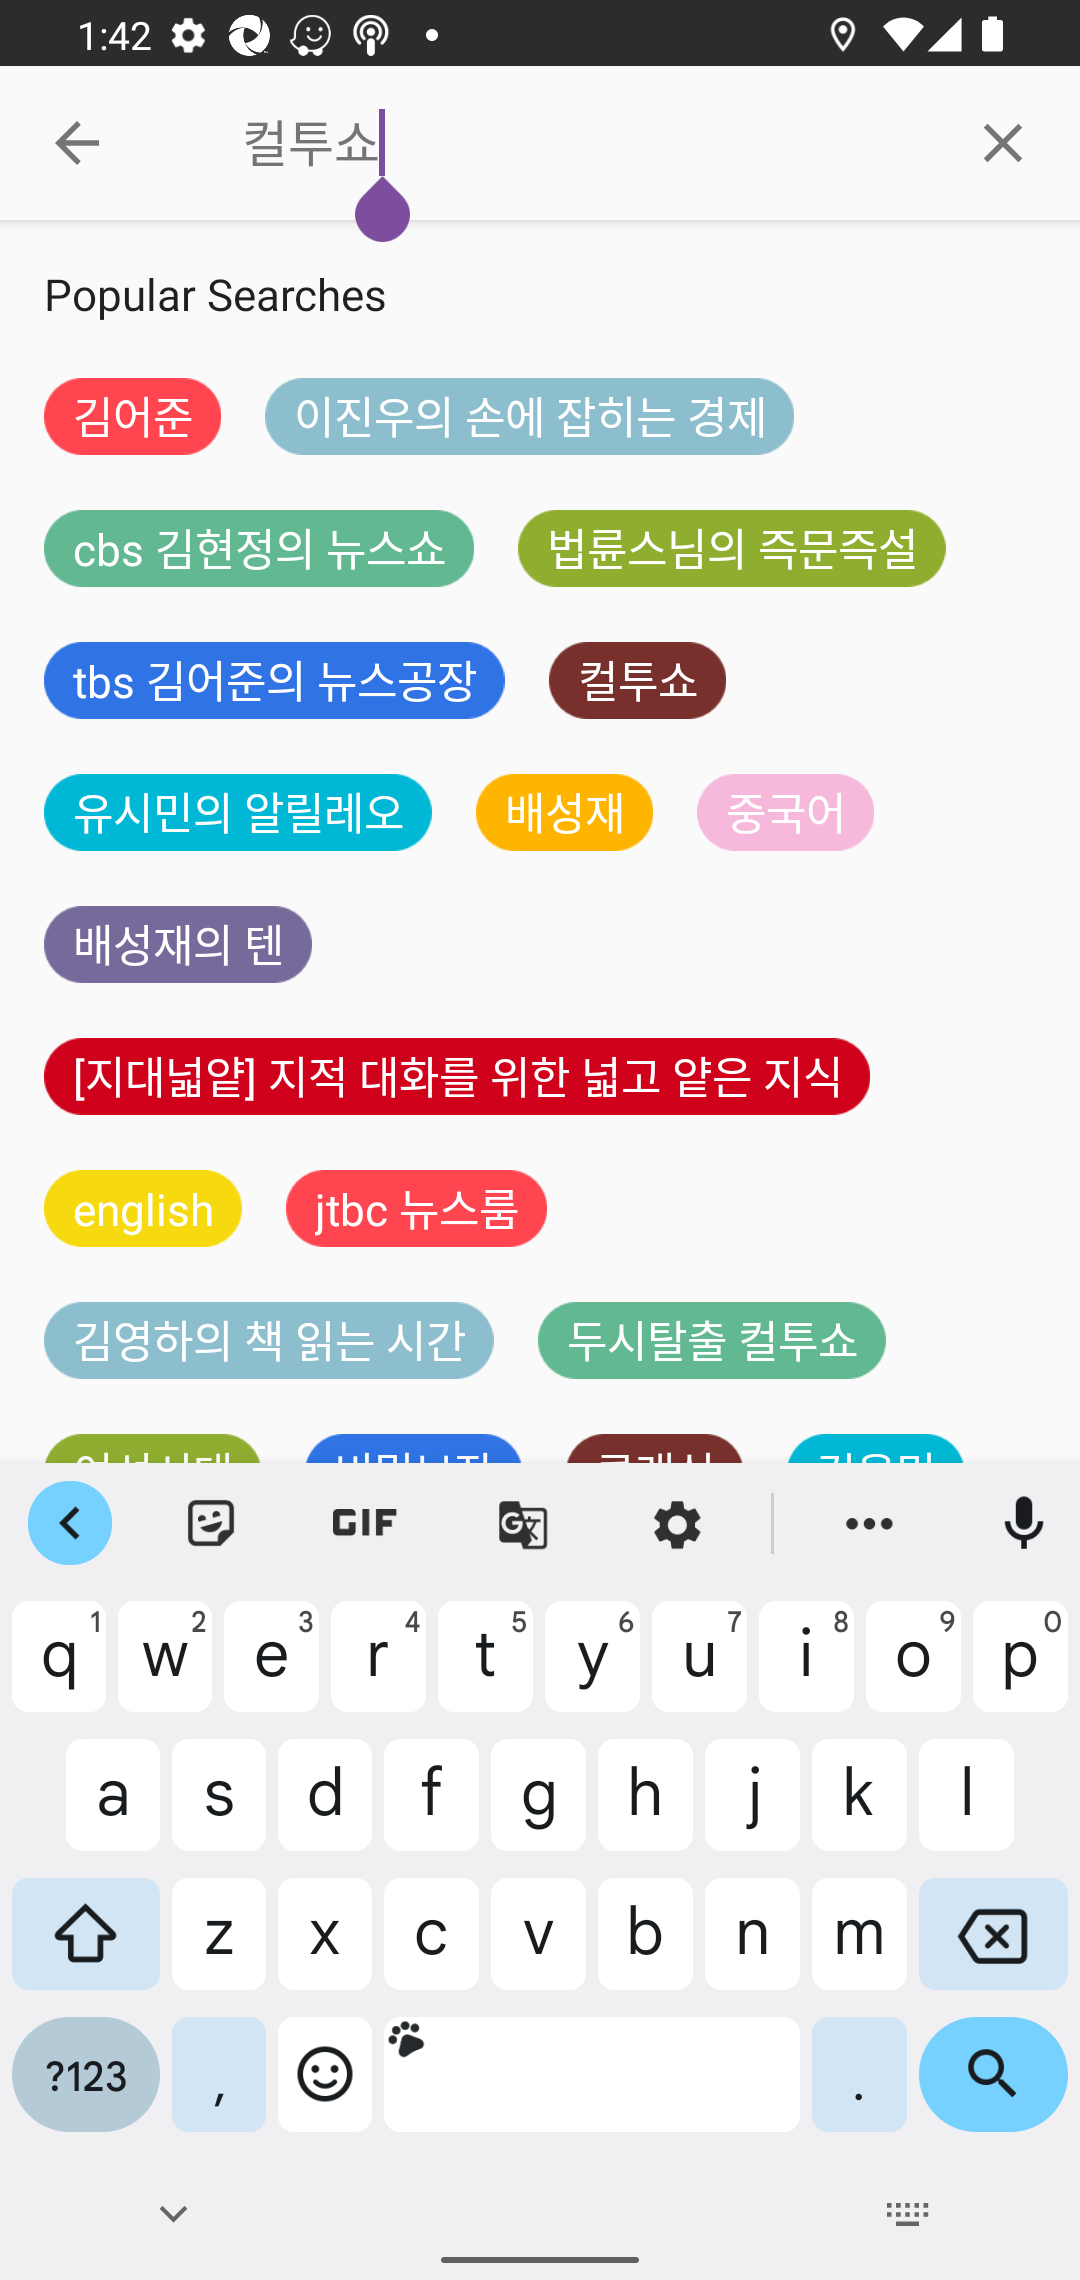 1:42
컬투쇼
Popular Searches
김어준 이진우의 손에 잡히는 경제
cbs 김현정의 뉴스쇼 법륜스님의 즉문즉설
tbs 김어준의 뉴스공장 컬투쇼
유시민의 알릴레오 배성재 중국어
배성재의 텐
[지대넓얕] 지적 대화를 위한 넓고 얕은 지식
english jtbc 뉴스룸
김영하의 책 읽는 시간 두시탈출 컬투쇼
GIF
q 1 w 2 e 3 r 4 t 5 y 6 u 7 i 8 o 9 p 0
a s d f g h j k l
z x c v b n m
?123 , .